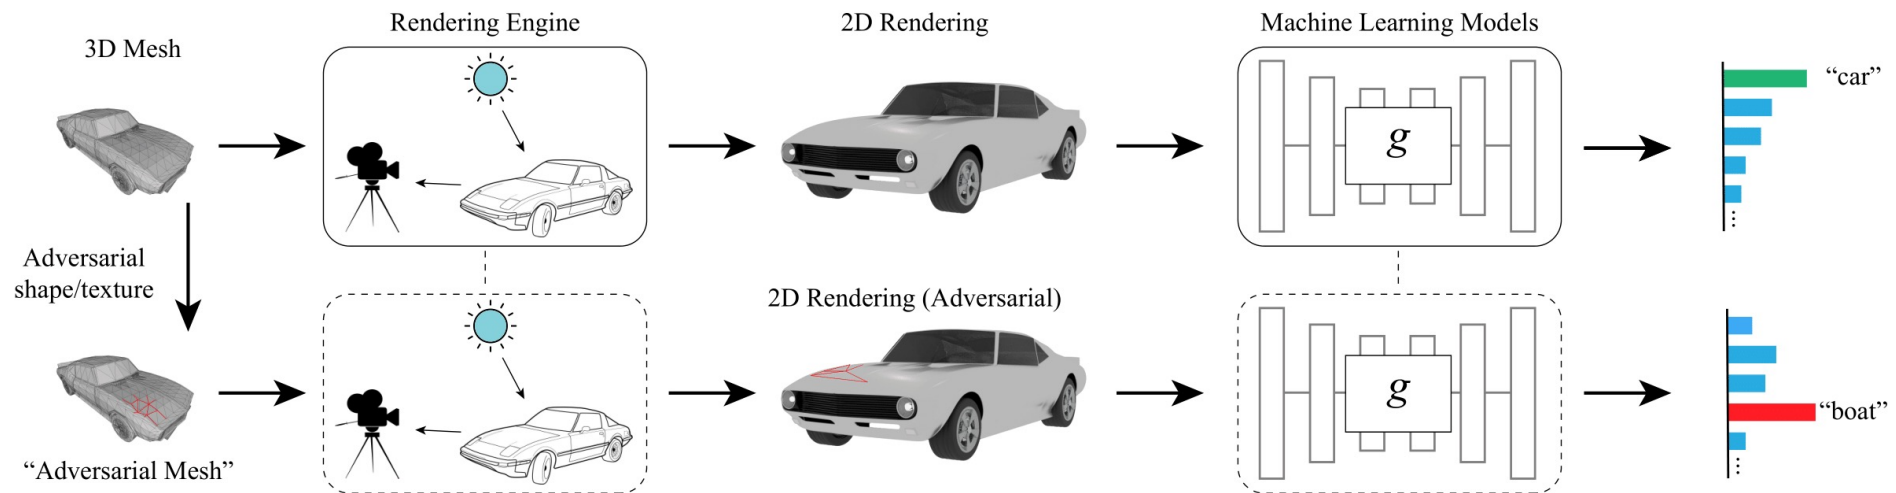 3D Mesh
Rendering Engine
2D Rendering
Machine Learning Models
g
“car”
⋮
Adversarial
shape/texture
2D Rendering (Adversarial)
g
“boat”
⋮
“Adversarial Mesh”